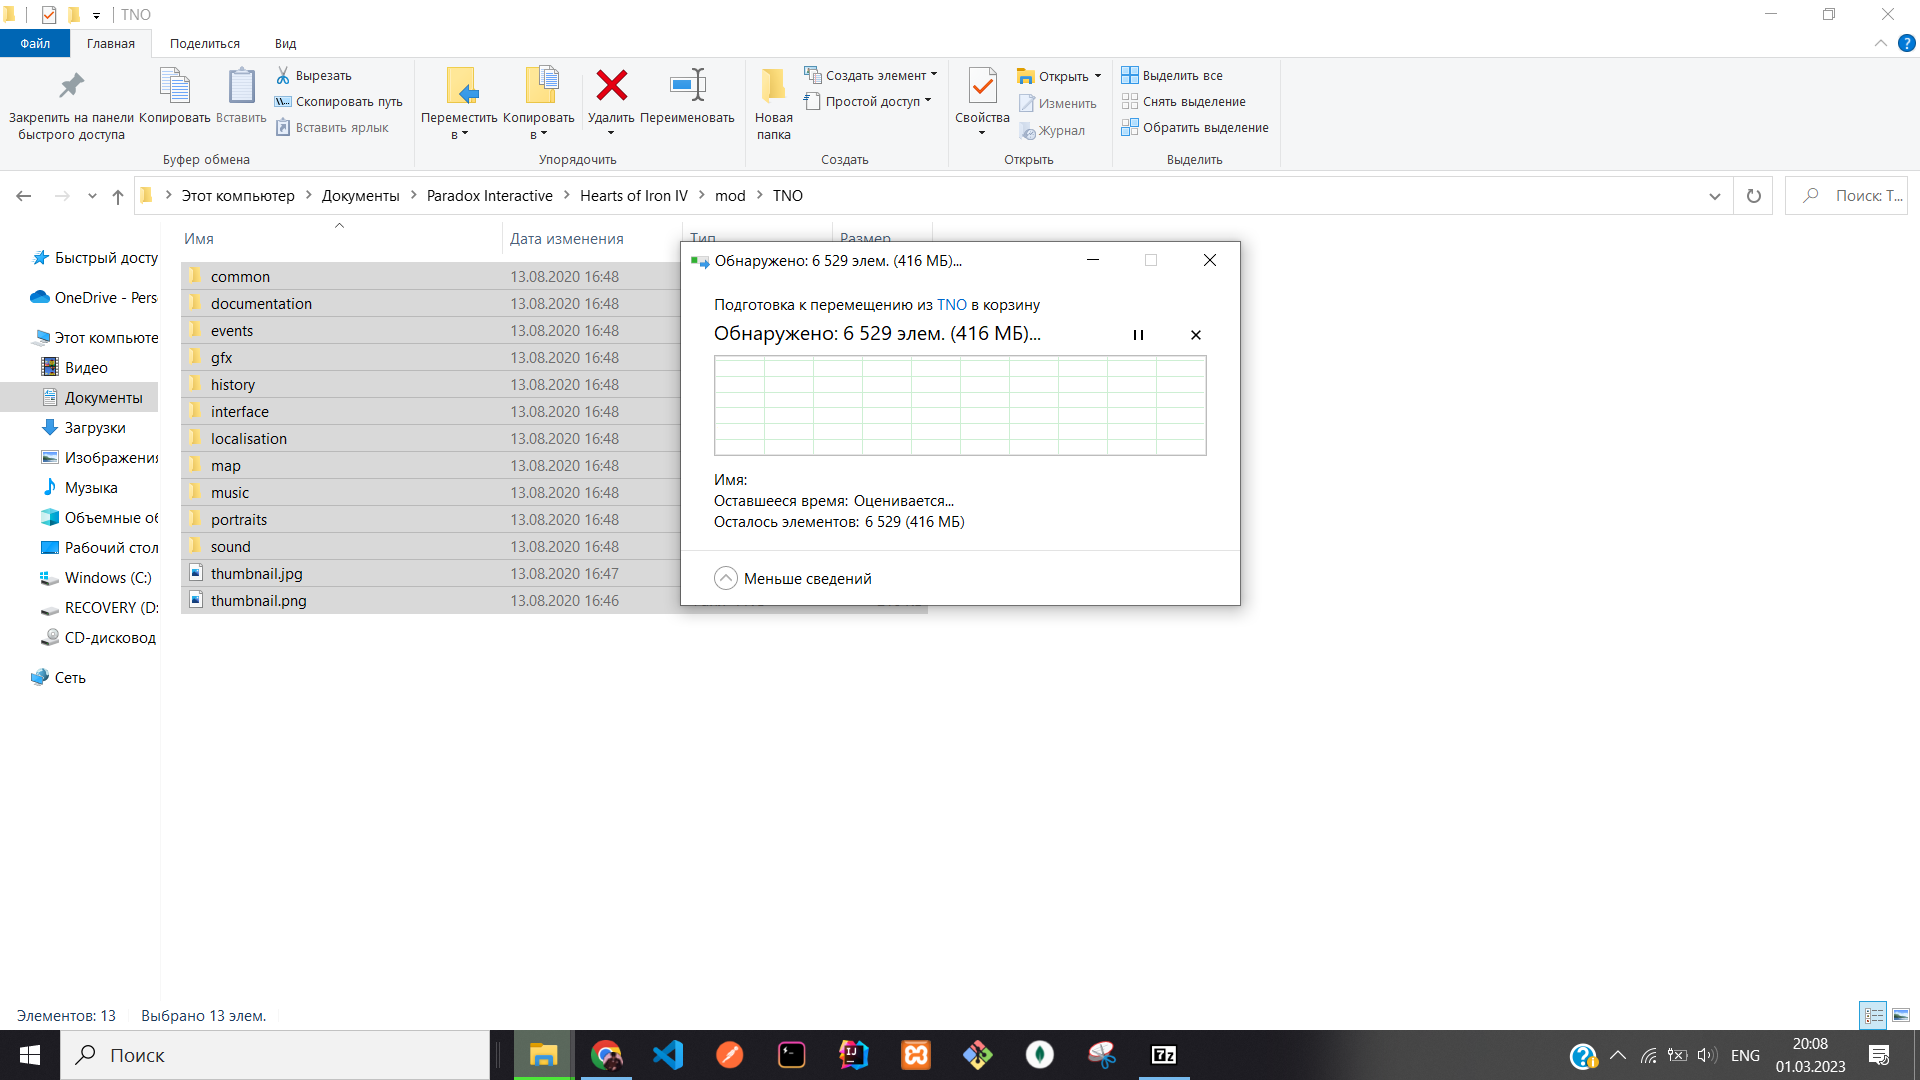 TNO
Файл
Главная
Поделиться
Вид
Закрепить на панели быстрого доступа
Копировать
Вставить
Вырезать
Скопировать путь
Вставить ярлык
Буфер обмена
Переместить в
Копировать в
Удалить
Переименовать
Упорядочить
Новая папка
Создать элемент
Простой доступ
Создать
Свойства
Открыть
Изменить
Журнал
Открыть
Выделить все
Снять выделение
Обратить выделение
Выделить
Этот компьютер
Документы
Paradox Interactive
Hearts of Iron IV
mod
TNO
Поиск: T...
Имя
Дата изменения
Тип
Размер
Быстрый досту
OneDrive - Pers
Этот компьюте
Видео
Документы
Загрузки
Изображения
Музыка
Объемные об
Рабочий стол
Windows (C:)
RECOVERY (D:
CD-дисковод
Сеть
common 13.08.2020 16:48
documentation 13.08.2020 16:48
events 13.08.2020 16:48
gfx 13.08.2020 16:48
history 13.08.2020 16:48
interface 13.08.2020 16:48
localisation 13.08.2020 16:48
map 13.08.2020 16:48
music 13.08.2020 16:48
portraits 13.08.2020 16:48
sound 13.08.2020 16:48
thumbnail.jpg 13.08.2020 16:47
thumbnail.png 13.08.2020 16:46
Обнаружено: 6 529 элем. (416 МБ)...
Подготовка к перемещению из TNO в корзину
Обнаружено: 6 529 элем. (416 МБ)...
Имя:
Оставшееся время: Оценивается...
Осталось элементов: 6 529 (416 МБ)
Меньше сведений
Элементов: 13
Выбрано 13 элем.
Поиск
IJ
7z
ENG
20:08
01.03.2023